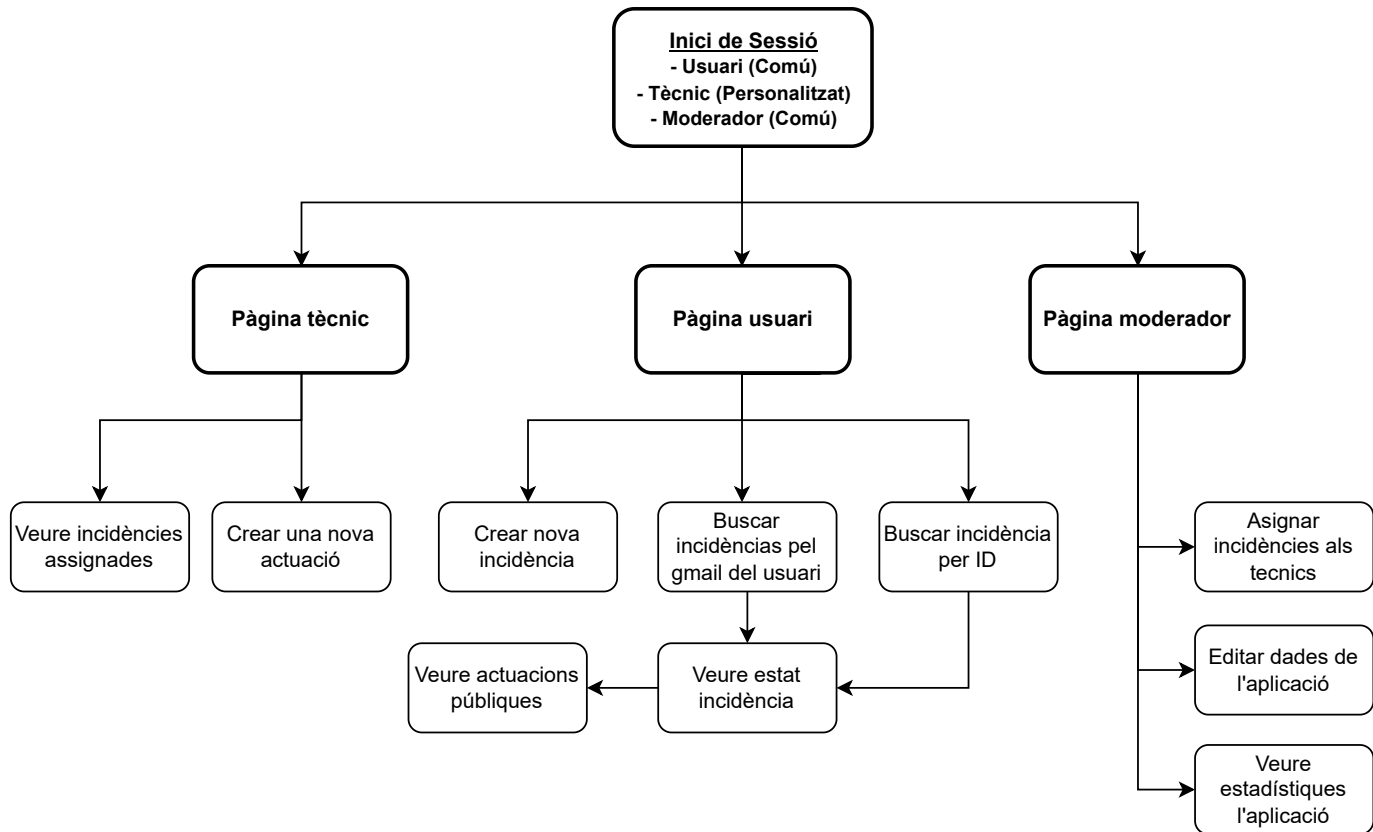 Inici de Sessió
- Usuari (Comú)
- Tècnic (Personalitzat)
- Moderador (Comú)
Pàgina tècnic
Pàgina usuari
Pàgina moderador
Veure incidències
assignades
Crear una nova
actuació
Crear nova
incidència
Buscar
incidències pel
gmail del usuari
Buscar incidència
per ID
Asignar
incidències als
tecnics
Veure actuacions
públiques
Veure estat
incidència
Editar dades de
l'aplicació
Veure
estadístiques
l'aplicació